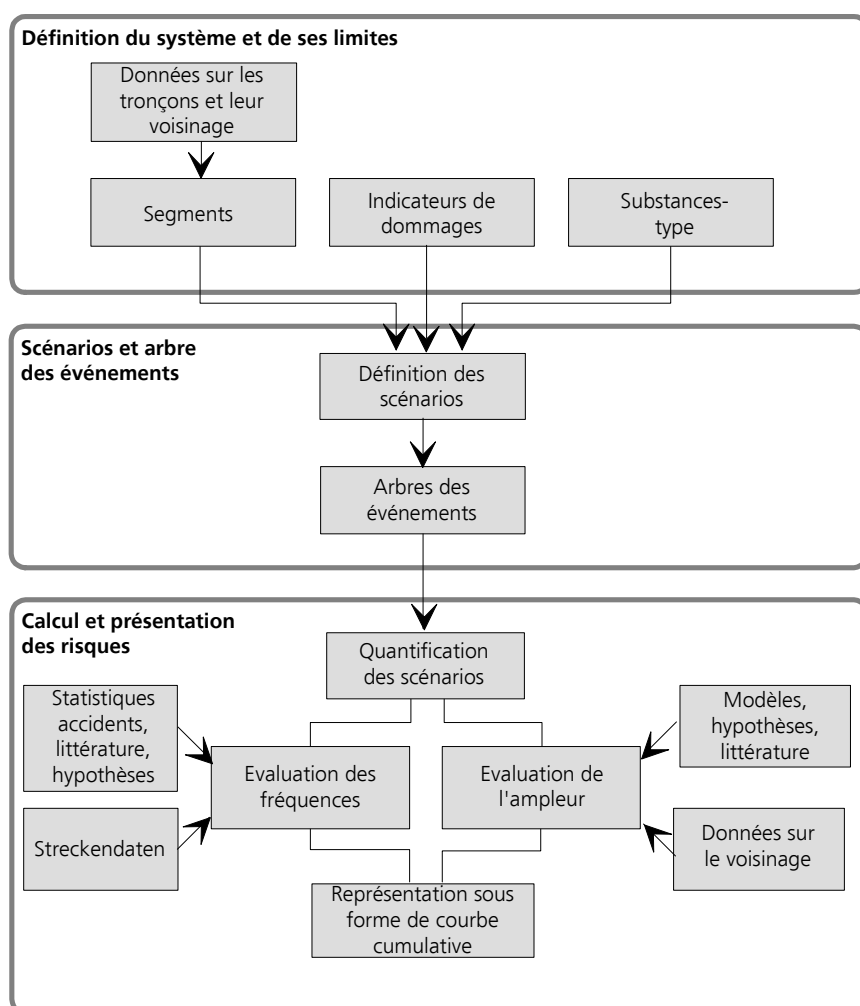 Définition du système et de ses limites
Données sur les
tronçons et leur
voisinage
Segments
Indicateurs de
dommages
Substances-
type
Scénarios et arbre
des événements
Définition des
scénarios
Arbres des
événements
Calcul et présentation
des risques
Quantification
des scénarios
Statistiques
accidents,
littérature,
hypothèses
Modèles,
hypothèses,
littérature
Evaluation des
fréquences
Evaluation de
l'ampleur
Streckendaten
Données sur
le voisinage
Représentation sous
forme de courbe
cumulative